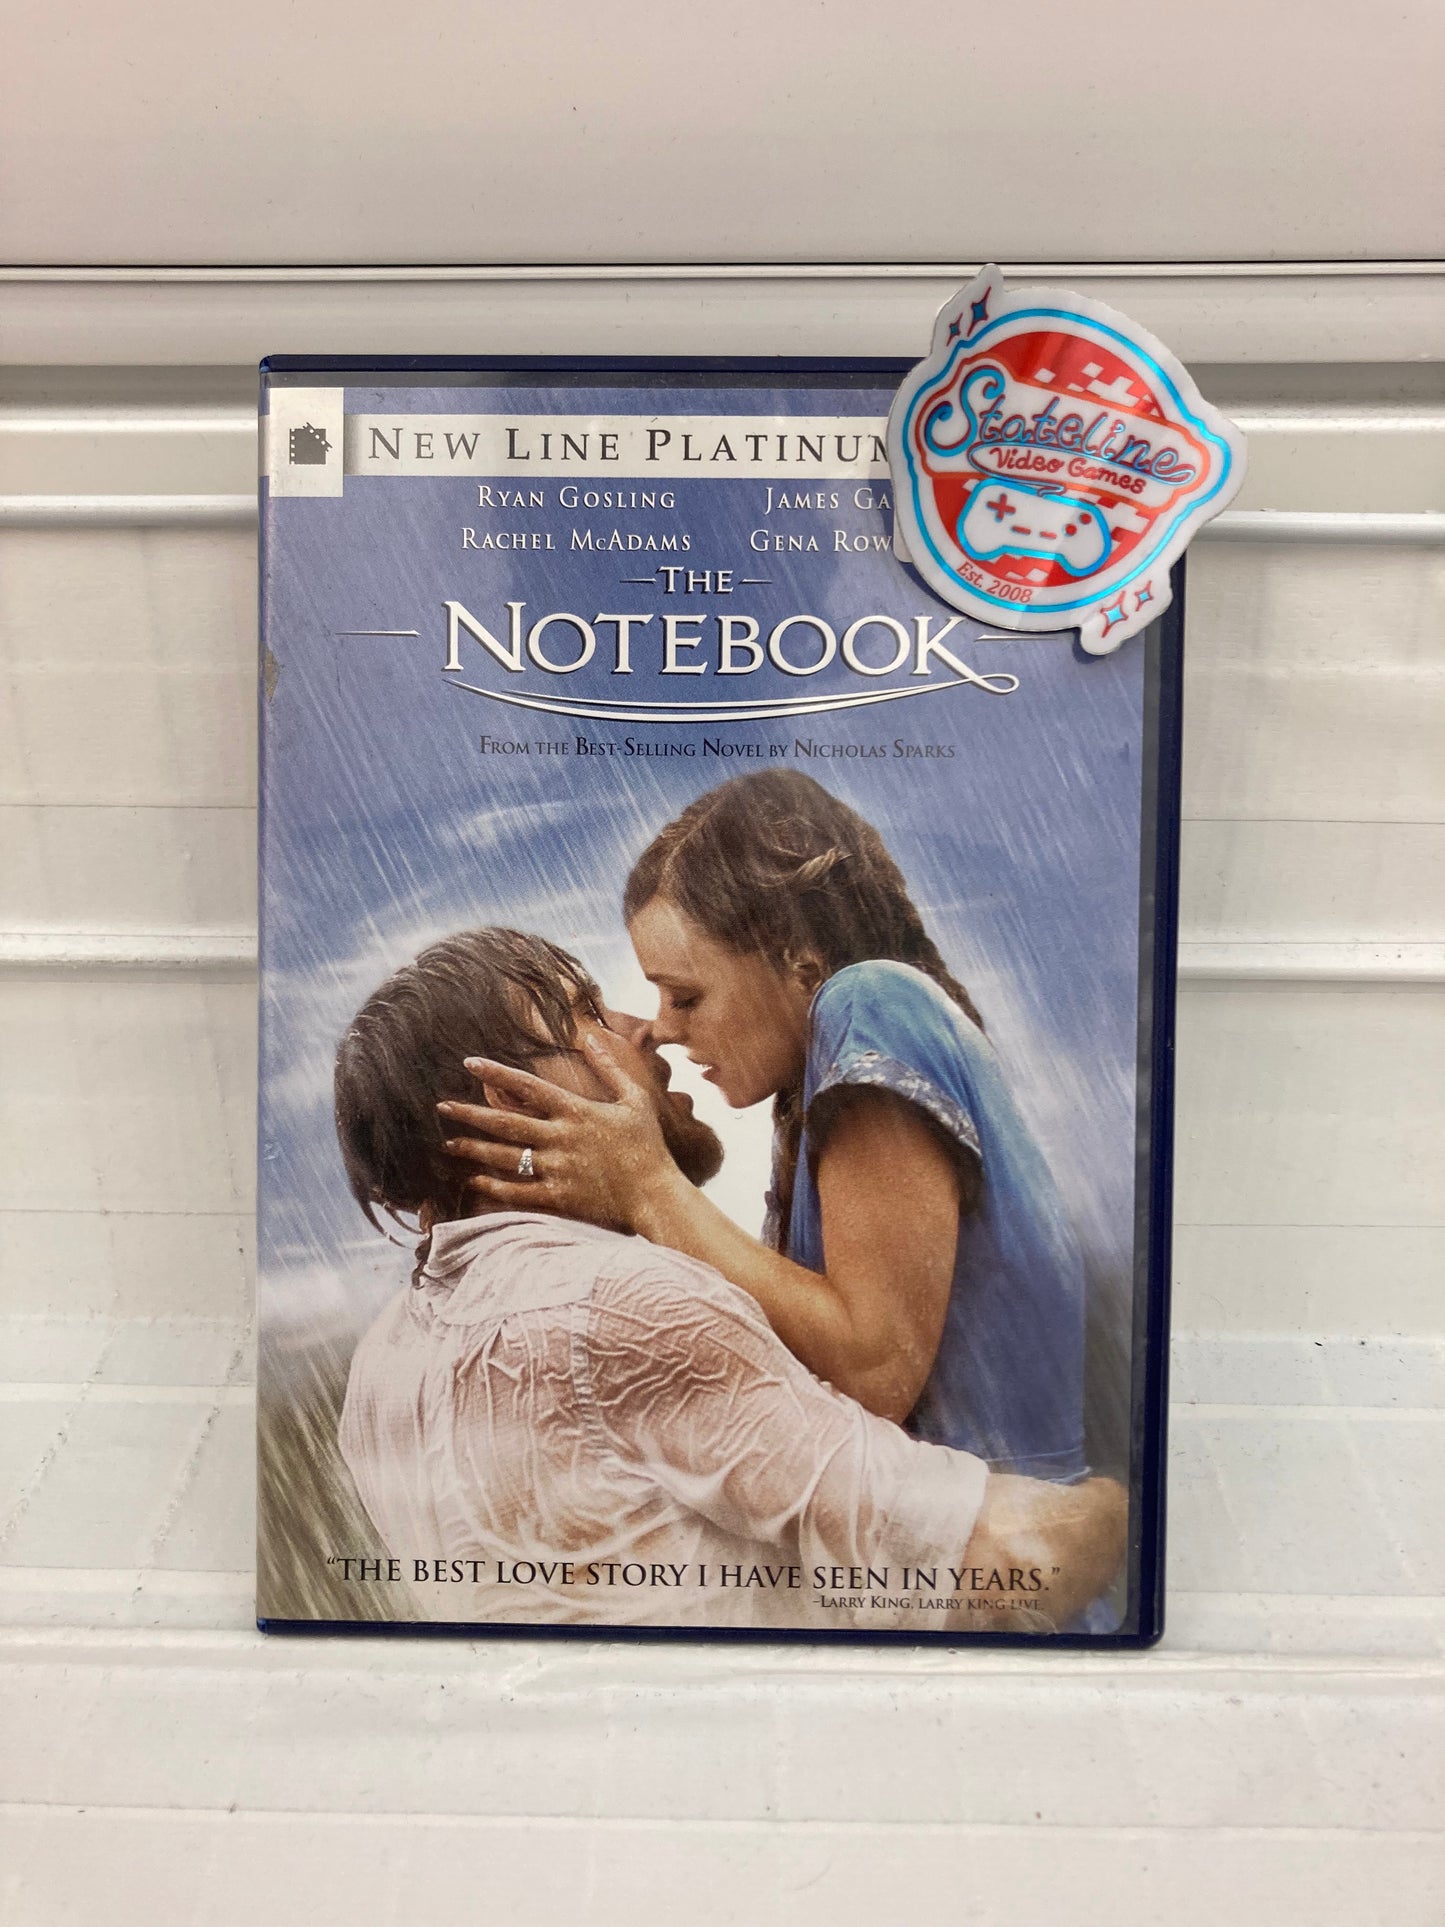 NEW LINE PLATINUM
RYAN GOSLING JAMES GA
RACHEL MCADAMS GENA ROW
THE
NOTEBOOK
FROM THE BEST-SELLING NOVEL BY NICHOLAS SPARKS
Stateline
Video Games
Est. 2008
"THE BEST LOVE STORY I HAVE SEEN IN YEARS."
-LARRY KING, LARRY KING LIVE.